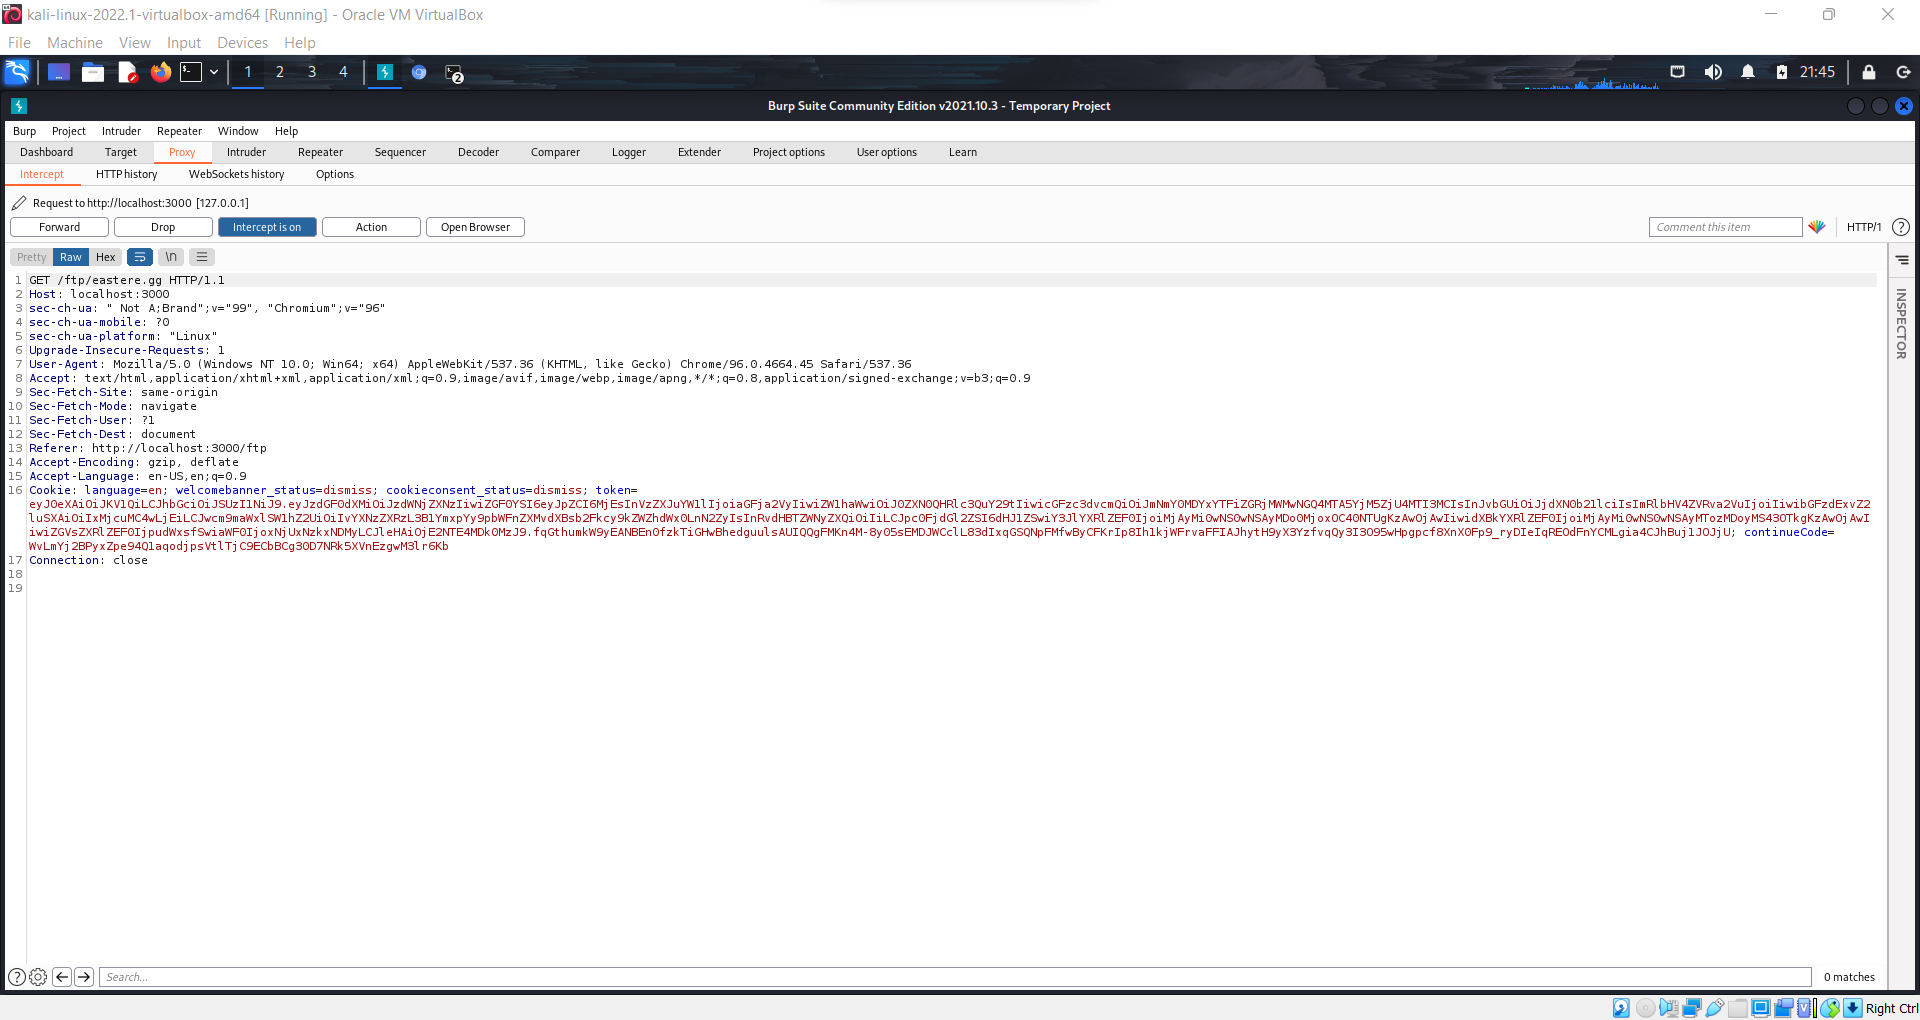 kali-linux-2022.1-virtualbox-amd64 [Running] - Oracle VM VirtualBox
File Machine View Input Devices Help
1 2 3 4 2 21:45
Burp Suite Community Edition v2021.10.3 - Temporary Project
Burp Project Intruder Repeater Window Help
Dashboard Target Proxy Intruder Repeater Sequencer Decoder Comparer Logger Extender Project options User options Learn
Intercept HTTP history WebSockets history Options
Request to http://localhost:3000 [127.0.0.1]
Forward Drop Intercept is on Action Open Browser Comment this item HTTP/1 ?
Pretty Raw Hex \n
INSPECTOR
1 GET /ftp/eastere.gg HTTP/1.1
2 Host: localhost:3000
3 sec-ch-ua: " Not A;Brand";v="99", "Chromium";v="96"
4 sec-ch-ua-mobile: ?0
5 sec-ch-ua-platform: "Linux"
6 Upgrade-Insecure-Requests: 1
7 User-Agent: Mozilla/5.0 (Windows NT 10.0; Win64; x64) AppleWebKit/537.36 (KHTML, like Gecko) Chrome/96.0.4664.45 Safari/537.36
8 Accept: text/html,application/xhtml+xml,application/xml;q=0.9,image/avif,image/webp,image/apng,*/*;q=0.8,application/signed-exchange;v=b3;q=0.9
9 Sec-Fetch-Site: same-origin
10 Sec-Fetch-Mode: navigate
11 Sec-Fetch-User: ?1
12 Sec-Fetch-Dest: document
13 Referer: http://localhost:3000/ftp
14 Accept-Encoding: gzip, deflate
15 Accept-Language: en-US,en;q=0.9
16 Cookie: language=en; welcomebanner_status=dismiss; cookieconsent_status=dismiss; token=
continueCode=
WvLmYj2BPyxZpe94Q1aqodjpsVtlTjC9ECbBCg3OD7NRk5XVnEzgwM3lr6Kb
17 Connection: close
18
19
? Search... 0 matches
Right Ctrl